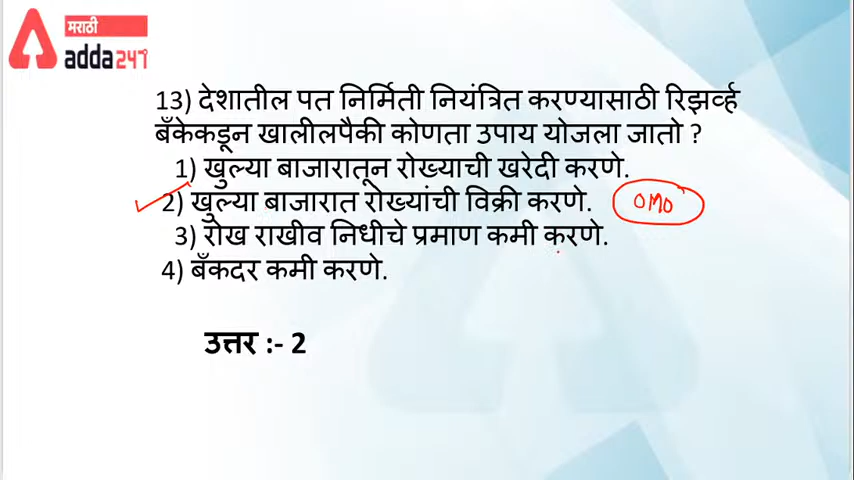 मराठी
adda247
13) देशातील पत निर्मिती नियंत्रित करण्यासाठी रिझर्व्ह
बँकेकडून खालीलपैकी कोणता उपाय योजला जातो ?
1) खुल्या बाजारातून रोख्याची खरेदी करणे.
2) खुल्या बाजारात रोख्यांची विक्री करणे. OMO
3) रोख राखीव निधीचे प्रमाण कमी करणे.
4) बँकदर कमी करणे.
उत्तर :- 2